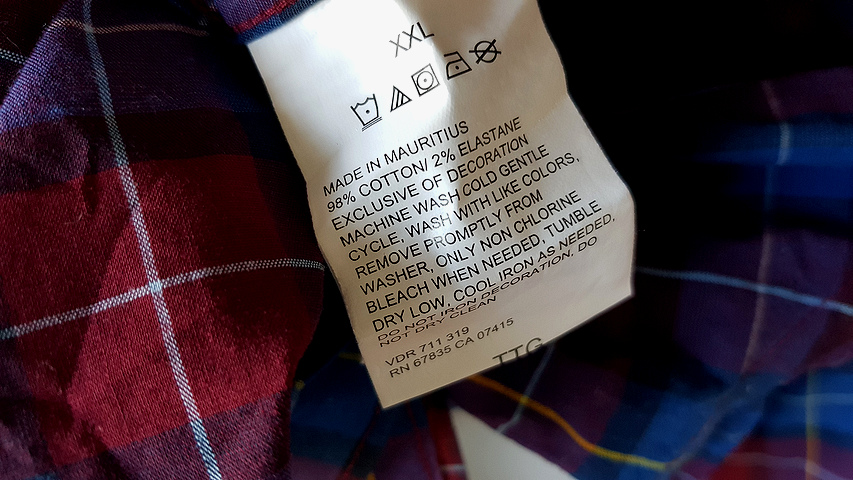 XXL
MADE IN MAURITIUS
98% COTTON/ 2% ELASTANE
EXCLUSIVE OF DECORATION
MACHINE WASH COLD GENTLE
CYCLE, WASH WITH LIKE COLORS,
REMOVE PROMPTLY FROM
WASHER, ONLY NON CHLORINE
BLEACH WHEN NEEDED, TUMBLE
DRY LOW, COOL IRON AS NEEDED,
DO NOT IRON DECORATION, DO
NOT DRY CLEAN
VDR 711 319
RN 67835 CA 07415
TTG